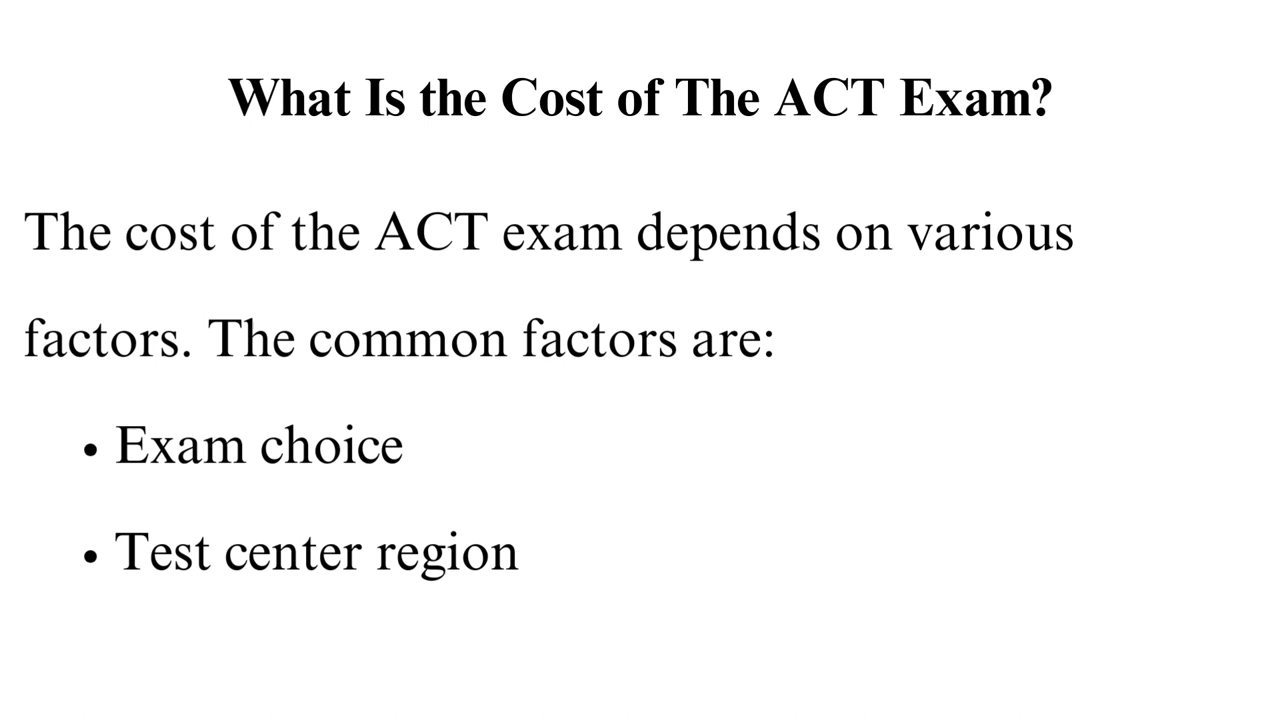 What Is the Cost of The ACT Exam?
The cost of the ACT exam depends on various
factors. The common factors are:
• Exam choice
• Test center region